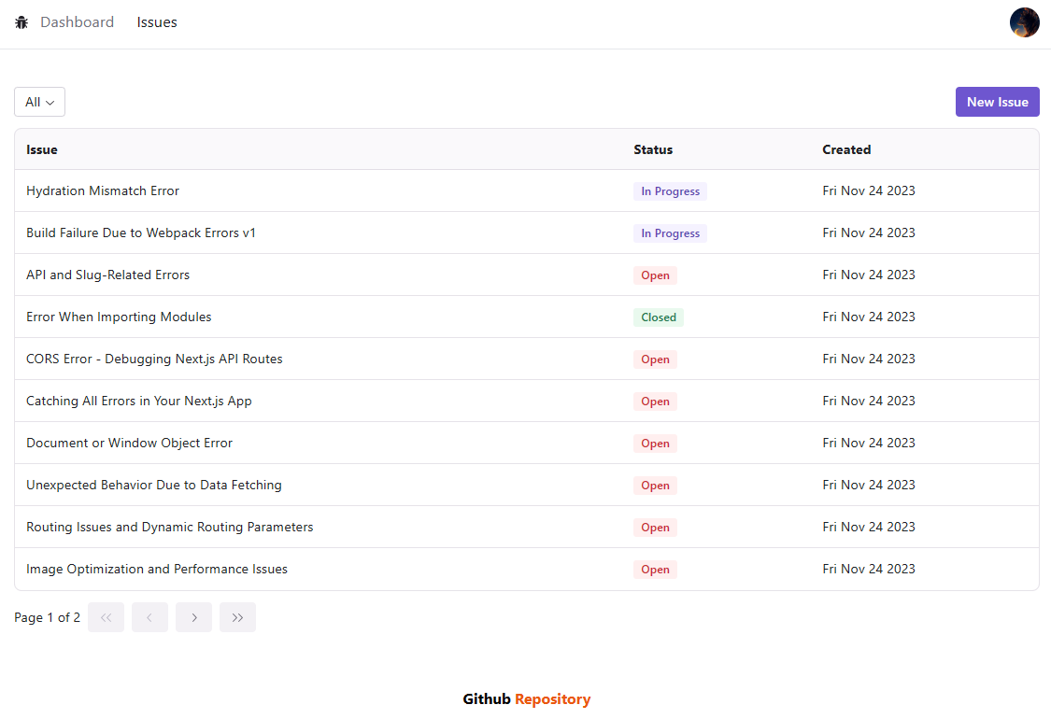 Dashboard Issues
All New Issue
Issue Status Created
Hydration Mismatch Error In Progress Fri Nov 24 2023
Build Failure Due to Webpack Errors v1 In Progress Fri Nov 24 2023
API and Slug-Related Errors Open Fri Nov 24 2023
Error When Importing Modules Closed Fri Nov 24 2023
CORS Error - Debugging Next.js API Routes Open Fri Nov 24 2023
Catching All Errors in Your Next.js App Open Fri Nov 24 2023
Document or Window Object Error Open Fri Nov 24 2023
Unexpected Behavior Due to Data Fetching Open Fri Nov 24 2023
Routing Issues and Dynamic Routing Parameters Open Fri Nov 24 2023
Image Optimization and Performance Issues Open Fri Nov 24 2023
Page 1 of 2
Github Repository